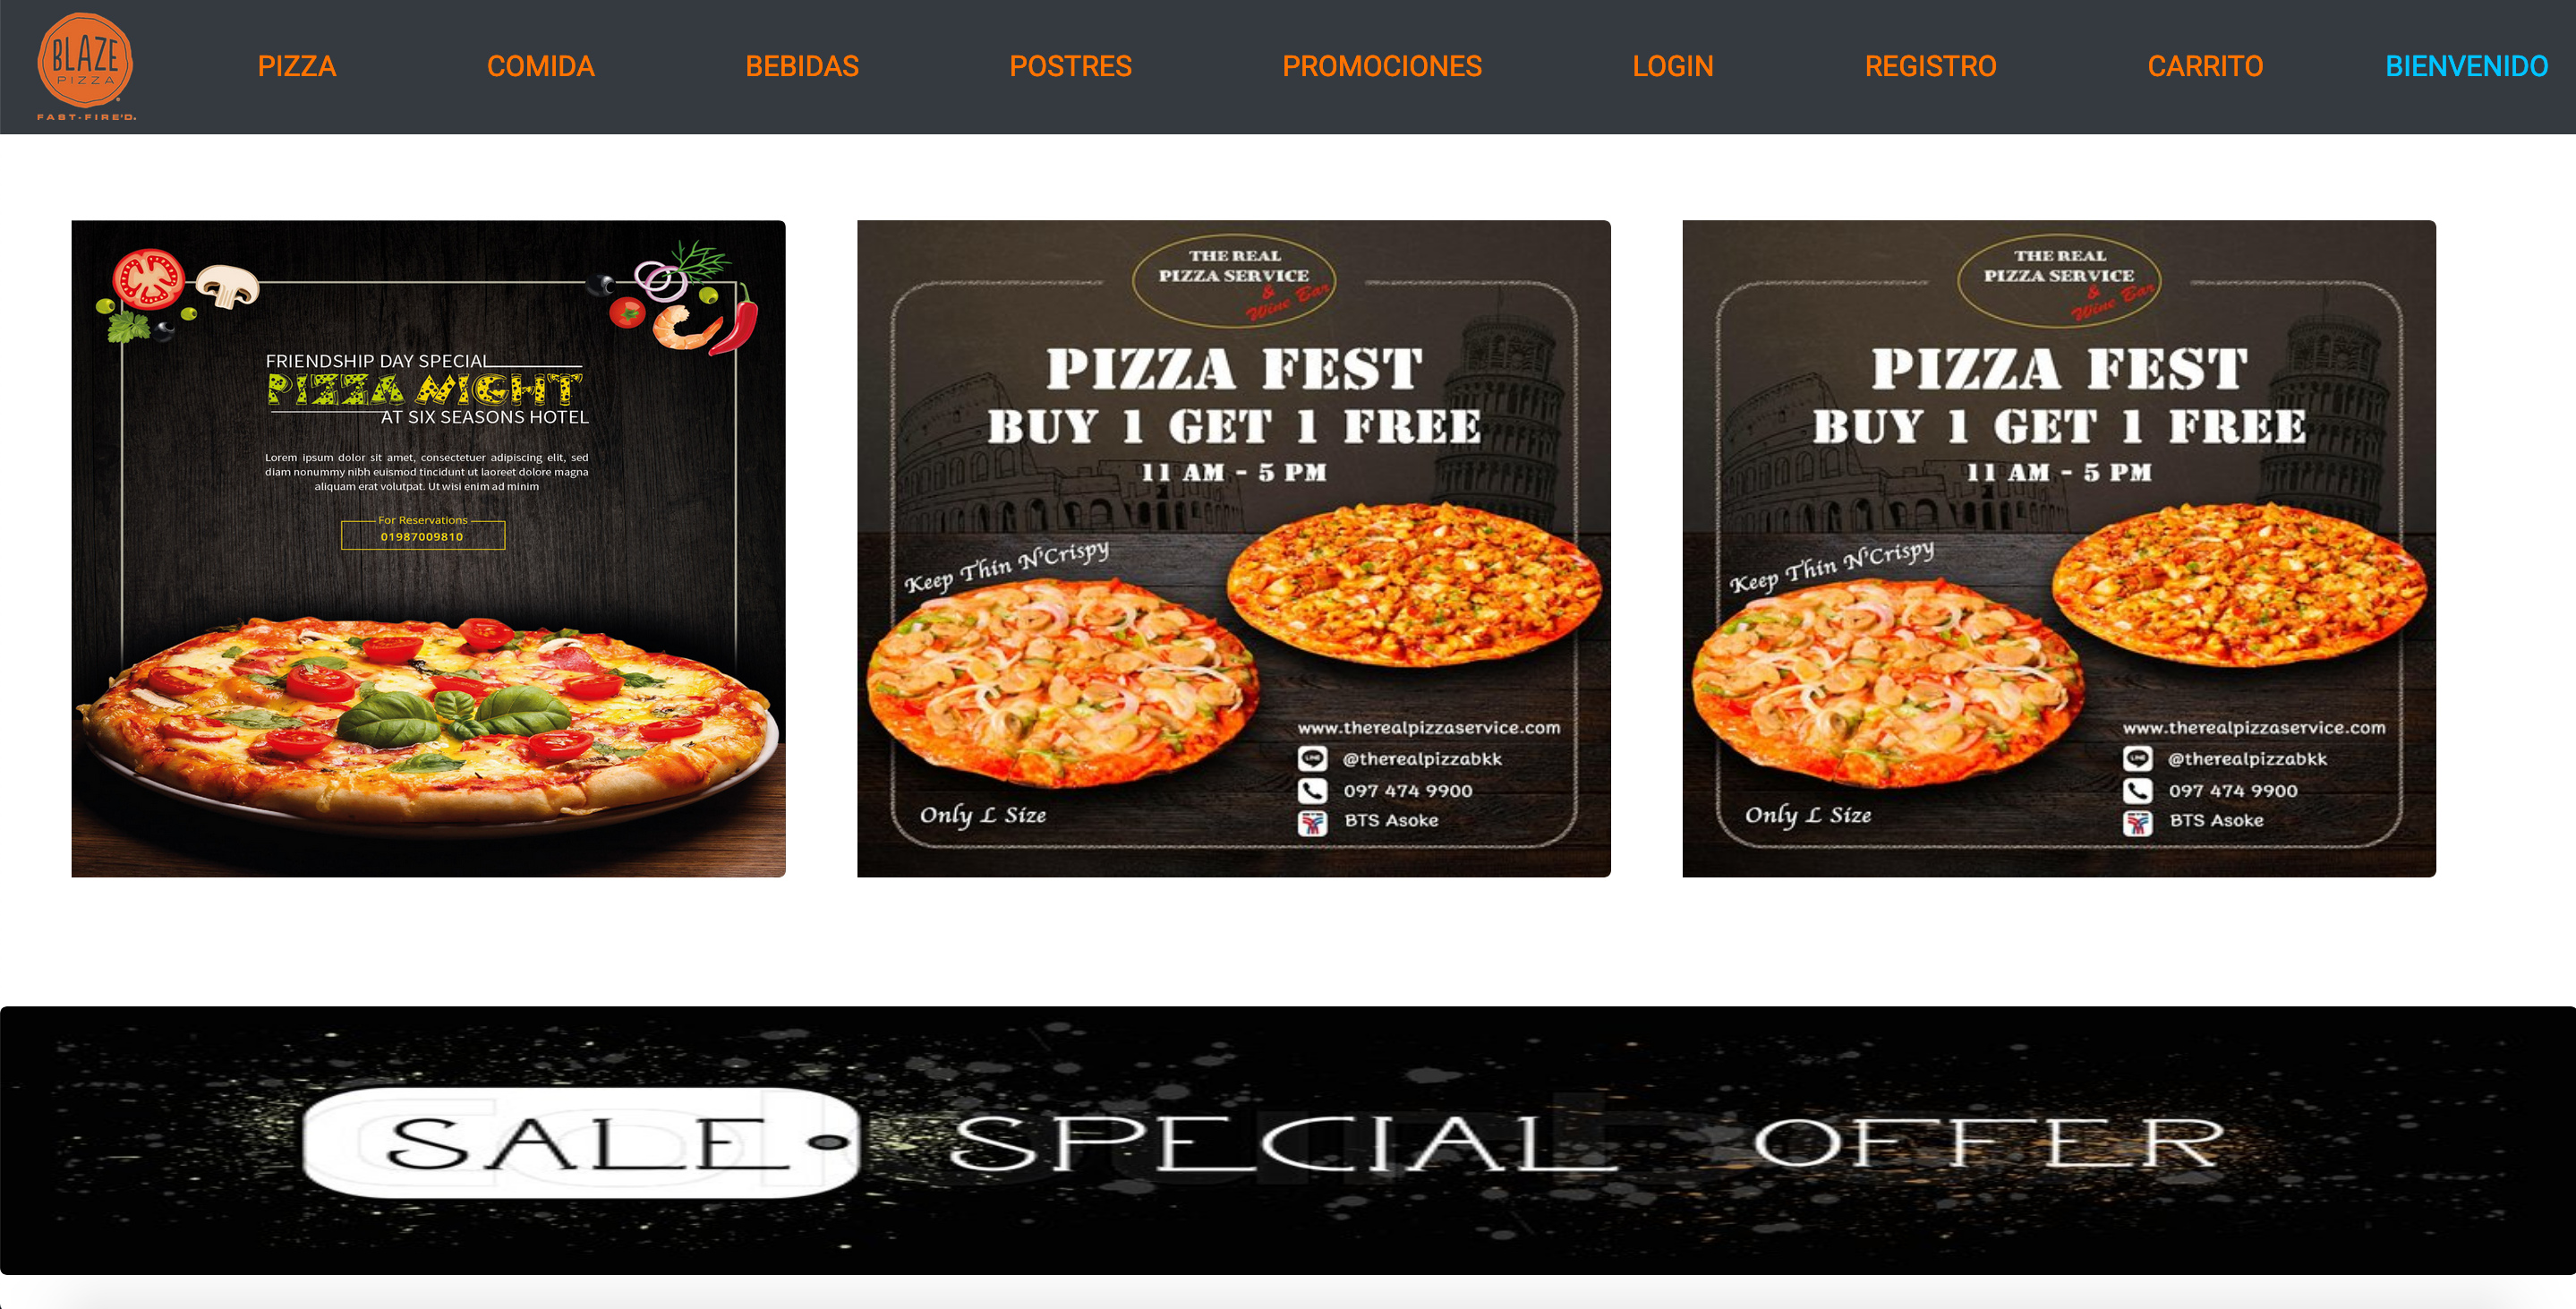 BLAZE
PIZZA
FAST-FIRE'D.
PIZZA
COMIDA
BEBIDAS
POSTRES
PROMOCIONES
LOGIN
REGISTRO
CARRITO
BIENVENIDO
FRIENDSHIP DAY SPECIAL
PIZZA NIGHT
AT SIX SEASONS HOTEL
Lorem ipsum dolor sit amet, consectetuer adipiscing elit, sed
diam nonummy nibh euismod tincidunt ut laoreet dolore magna
aliquam erat volutpat. Ut wisi enim ad minim
For Reservations
01987009810
THE REAL
PIZZA SERVICE
&
Wine Bar
PIZZA FEST
BUY 1 GET 1 FREE
11 AM - 5 PM
Keep Thin N'Crispy
www.therealpizzaservice.com
LINE
@therealpizzabkk
097 474 9900
BTS Asoke
Only L Size
THE REAL
PIZZA SERVICE
&
Wine Bar
PIZZA FEST
BUY 1 GET 1 FREE
11 AM - 5 PM
Keep Thin N'Crispy
www.therealpizzaservice.com
LINE
@therealpizzabkk
097 474 9900
BTS Asoke
Only L Size
SALE SPECIAL OFFER